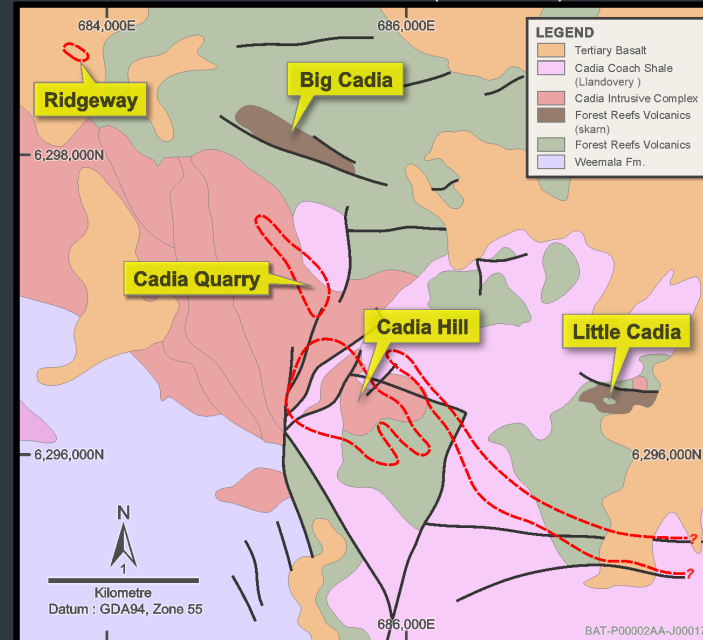 684,000E
686,000E
LEGEND
Tertiary Basalt
Cadia Coach Shale
(Llandovery )
Cadia Intrusive Complex
Forest Reefs Volcanics
(skarn)
Forest Reefs Volcanics
Weemala Fm.
Big Cadia
Ridgeway
6,298,000N
Cadia Quarry
Cadia Hill
Little Cadia
6,296,000N
6,296,000N
N
1
Kilometre
Datum : GDA94, Zone 55
?
?
686,000E
BAT-P00002AA-J00017